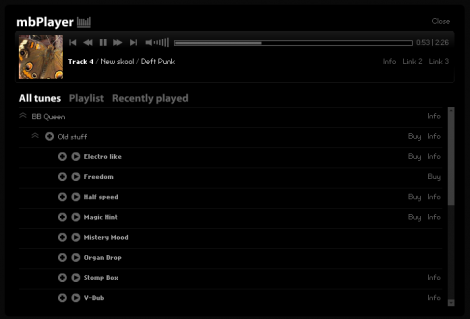 mbPlayer
Close
0:53 | 2:26
Track 4 / New skool / Deft Punk
Info Link 2 Link 3
All tunes Playlist Recently played
BB Queen Info
Old stuff Buy Info
Electro like Buy Info
Freedom Buy
Half speed Buy Info
Magic Hint Buy Info
Mistery Mood
Organ Drop
Stomp Box Info
V-Dub Info